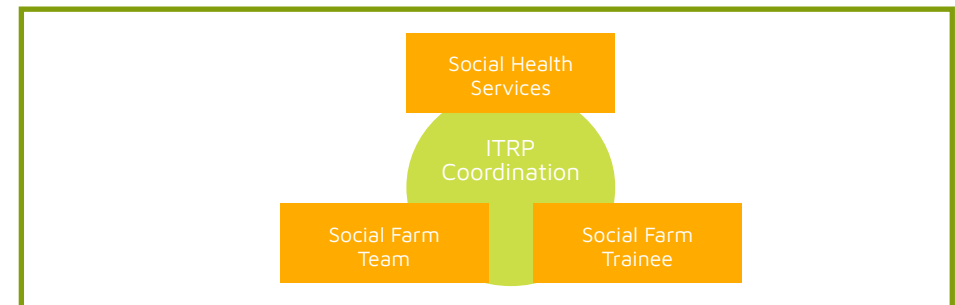 Social Health
Services
ITRP
Coordination
Social Farm
Team
Social Farm
Trainee